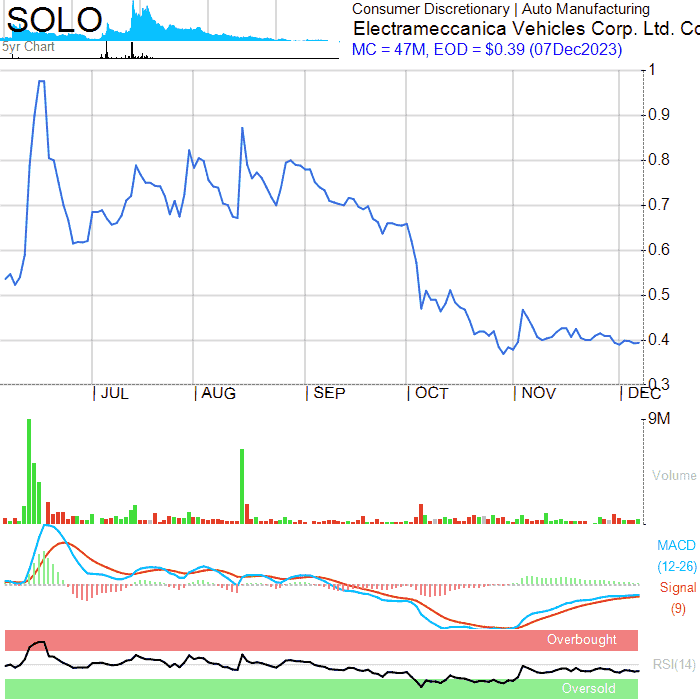 SOLO
5yr Chart
Consumer Discretionary | Auto Manufacturing
Electrameccanica Vehicles Corp. Ltd. Co
MC = 47M, EOD = $0.39 (07Dec2023)
1
0.9
0.8
0.7
0.6
0.5
0.4
0.3
| JUL | AUG | SEP | OCT | NOV | DEC
9M
Volume
MACD
(12-26)
Signal
(9)
Overbought
RSI(14)
Oversold